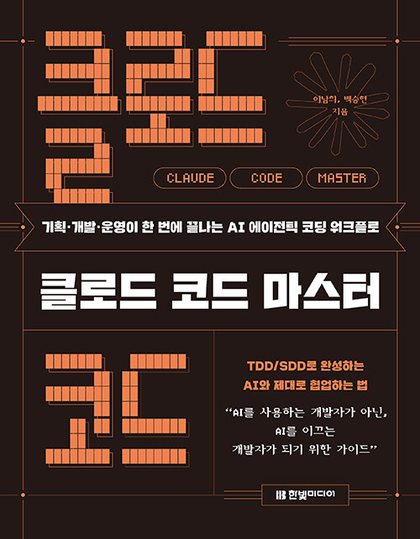 클로드
이남희, 백승현
지음
CLAUDE CODE MASTER
기획·개발·운영이 한 번에 끝나는 AI 에이전틱 코딩 워크플로
클로드 코드 마스터
코드
TDD/SDD로 완성하는
AI와 제대로 협업하는 법
“AI를 사용하는 개발자가 아닌,
AI를 이끄는
개발자가 되기 위한 가이드”
한빛미디어